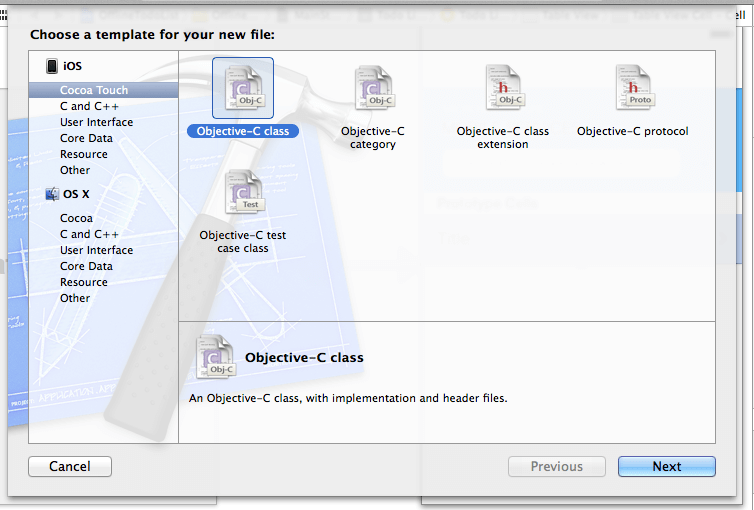 Choose a template for your new file:
iOS
Cocoa Touch
C and C++
User Interface
Core Data
Resource
Other
OS X
Cocoa
C and C++
User Interface
Core Data
Resource
Other
Obj-C
Objective-C class
Obj-C
Objective-C
category
h
Obj-C
Objective-C class
extension
h
Proto
Objective-C protocol
Test
Objective-C test
case class
Obj-C
Objective-C class
An Objective-C class, with implementation and header files.
Cancel
Previous
Next